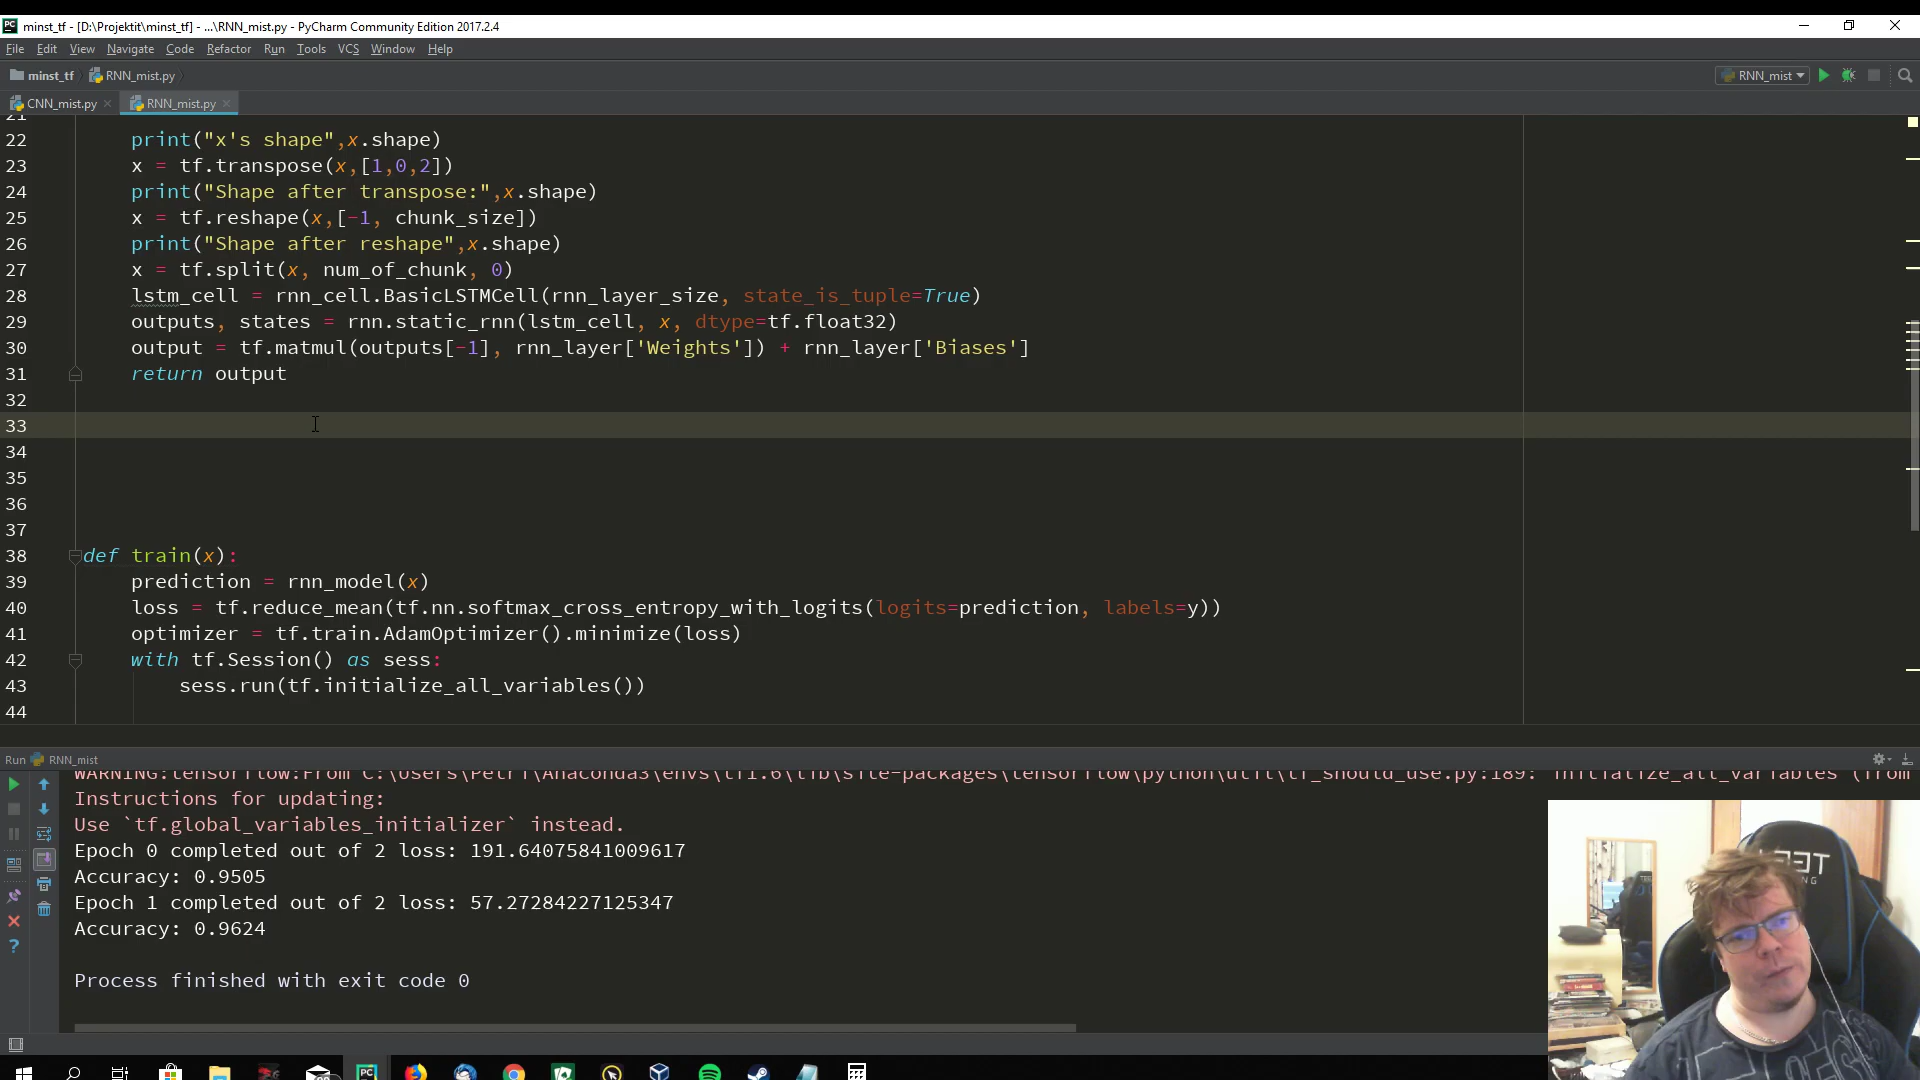 minst_tf - [D:\Projektit\minst_tf] - ...\RNN_mist.py - PyCharm Community Edition 2017.2.4
File Edit View Navigate Code Refactor Run Tools VCS Window Help
minst_tf RNN_mist.py RNN_mist
CNN_mist.py RNN_mist.py
21
22 print("x's shape",x.shape)
23 x = tf.transpose(x,[1,0,2])
24 print("Shape after transpose:",x.shape)
25 x = tf.reshape(x,[-1, chunk_size])
26 print("Shape after reshape",x.shape)
27 x = tf.split(x, num_of_chunk, 0)
28 lstm_cell = rnn_cell.BasicLSTMCell(rnn_layer_size, state_is_tuple=True)
29 outputs, states = rnn.static_rnn(lstm_cell, x, dtype=tf.float32)
30 output = tf.matmul(outputs[-1], rnn_layer['Weights']) + rnn_layer['Biases']
31 return output
32
33
34
35
36
37
38 def train(x):
39 prediction = rnn_model(x)
40 loss = tf.reduce_mean(tf.nn.softmax_cross_entropy_with_logits(logits=prediction, labels=y))
41 optimizer = tf.train.AdamOptimizer().minimize(loss)
42 with tf.Session() as sess:
43 sess.run(tf.initialize_all_variables())
44
Run RNN_mist
WARNING:tensorflow:From C:\Users\Petri\Anaconda3\envs\tf1.6\lib\site-packages\tensorflow\python\util\tf_should_use.py:189: initialize_all_variables (from
Instructions for updating:
Use `tf.global_variables_initializer` instead.
Epoch 0 completed out of 2 loss: 191.64075841009617
Accuracy: 0.9505
Epoch 1 completed out of 2 loss: 57.27284227125347
Accuracy: 0.9624
Process finished with exit code 0